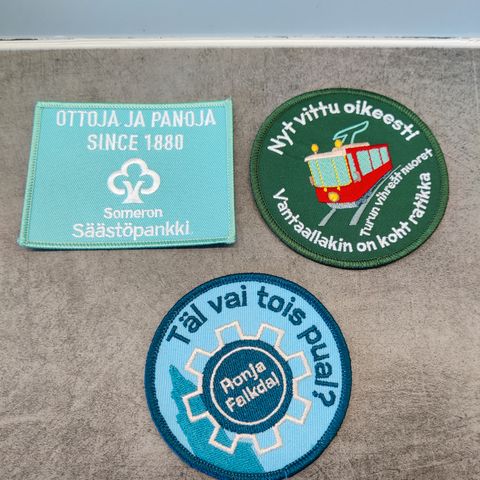 OTTOJA JA PANOJA
SINCE 1880
Someron
Säästöpankki
Nyt vittu oikeesti
Turun vihreät nuoret
Vantaallakin on koht ratikka
Täl vai tois pual?
Ronja
Falkdal